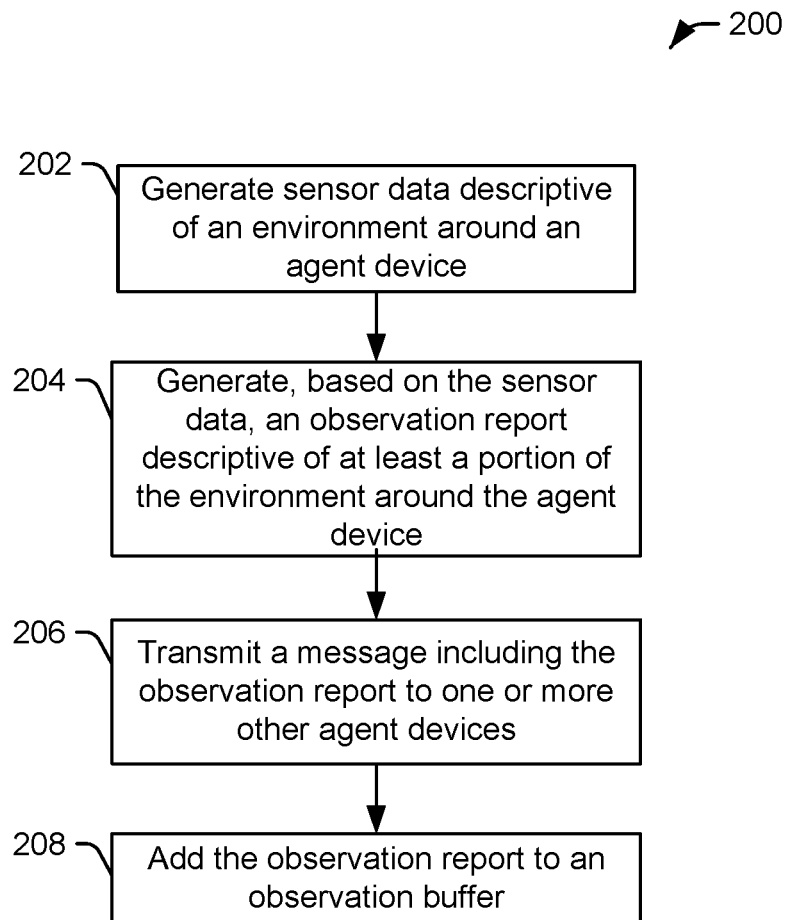 200
202
Generate sensor data descriptive
of an environment around an
agent device
204
Generate, based on the sensor
data, an observation report
descriptive of at least a portion of
the environment around the agent
device
206
Transmit a message including the
observation report to one or more
other agent devices
208
Add the observation report to an
observation buffer